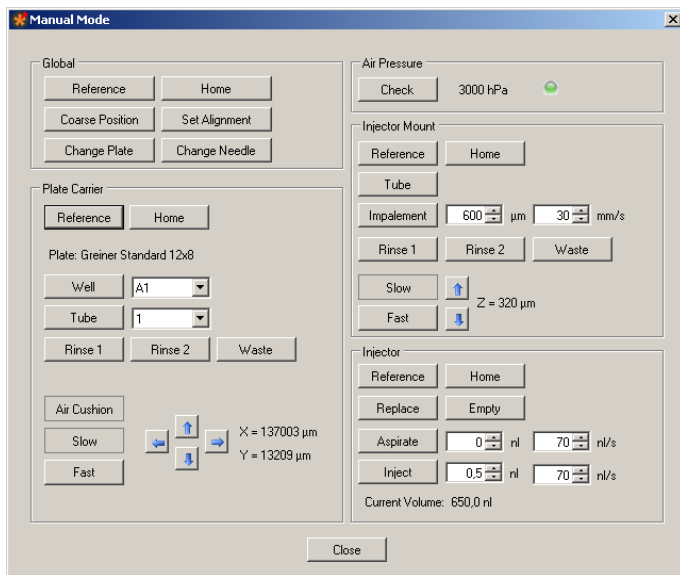 Manual Mode
Global
Reference Home
Coarse Position Set Alignment
Change Plate Change Needle
Plate Carrier
Reference Home
Plate: Greiner Standard 12x8
Well A1
Tube 1
Rinse 1 Rinse 2 Waste
Air Cushion
Slow
Fast
X = 137003 µm
Y = 13209 µm
Air Pressure
Check 3000 hPa
Injector Mount
Reference Home
Tube
Impalement 600 µm 30 mm/s
Rinse 1 Rinse 2 Waste
Slow
Fast
Z = 320 µm
Injector
Reference Home
Replace Empty
Aspirate 0 nl 70 nl/s
Inject 0,5 nl 70 nl/s
Current Volume: 650,0 nl
Close